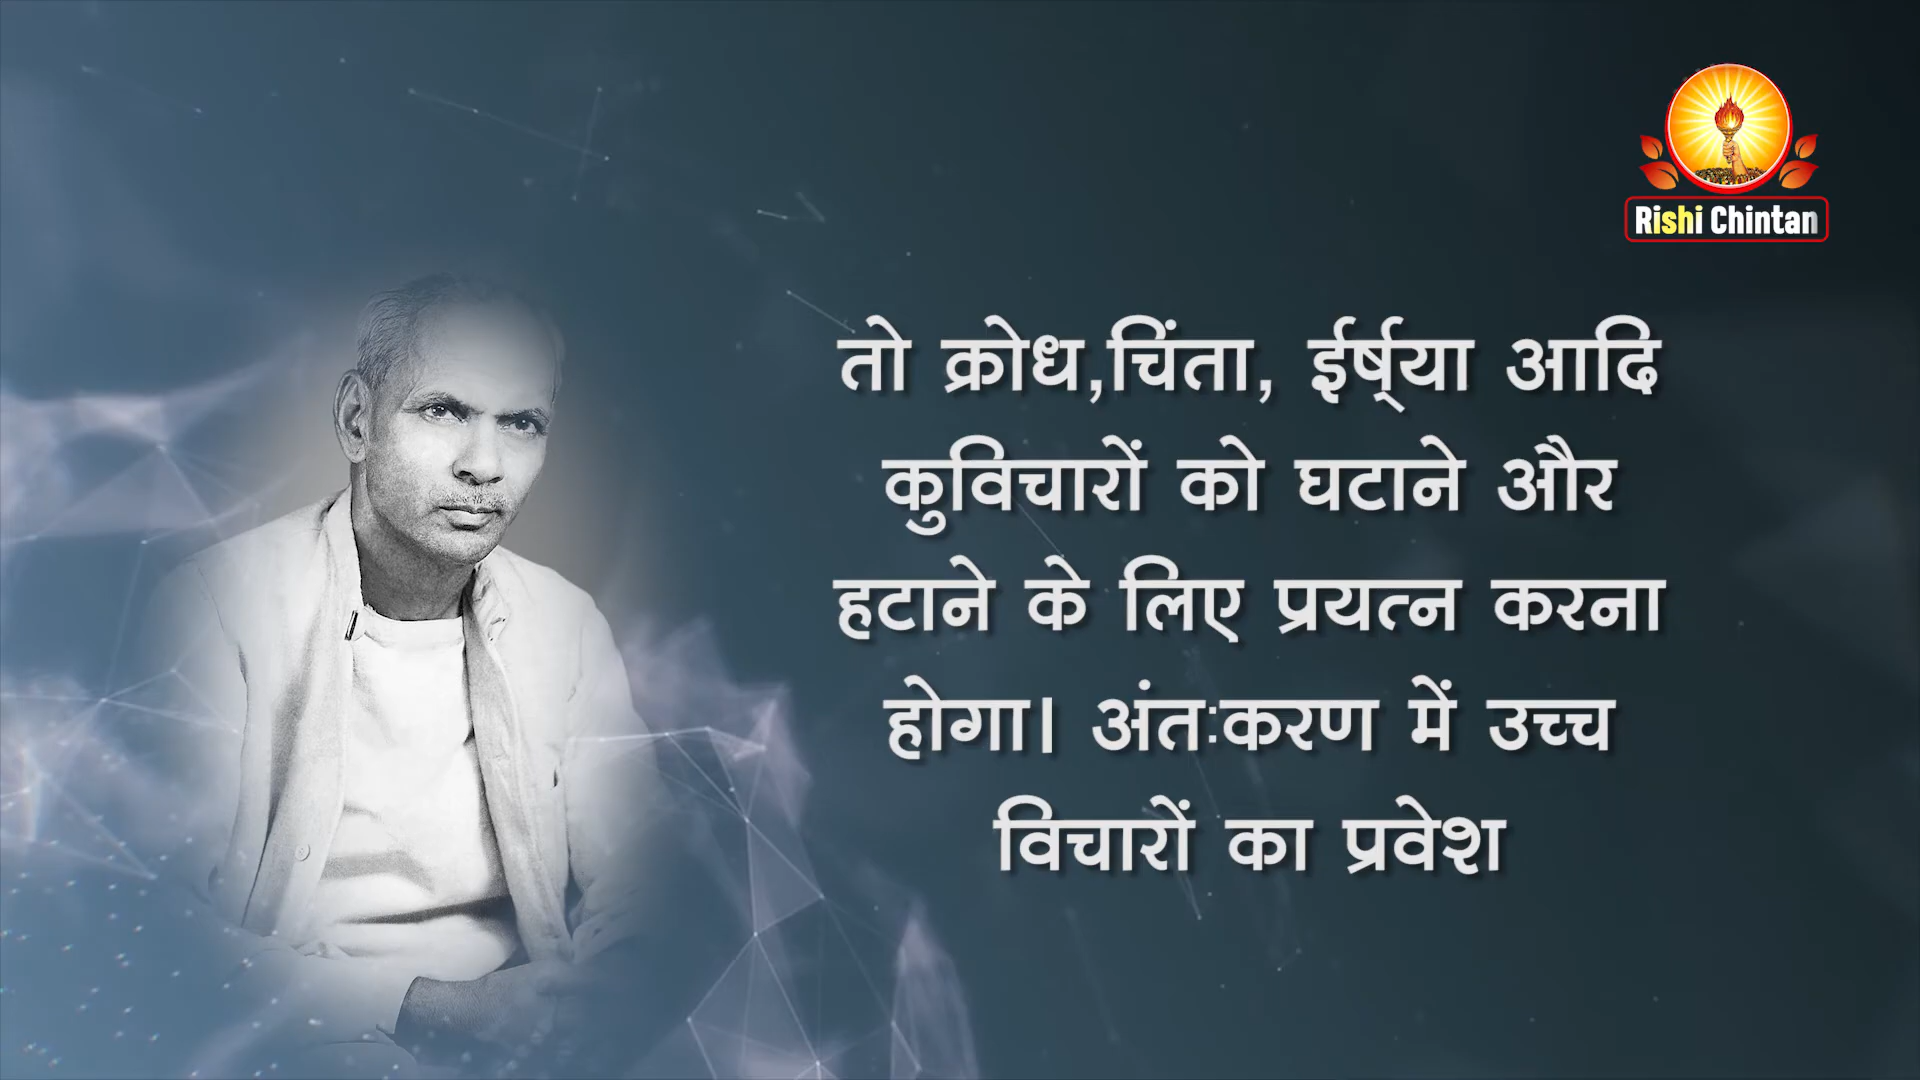 Rishi Chintan
तो क्रोध,चिंता, ईर्ष्‌या आदि
कुविचारों को घटाने और
हटाने के लिए प्रयत्न करना
होगा। अंतःकरण में उच्च
विचारों का प्रवेश